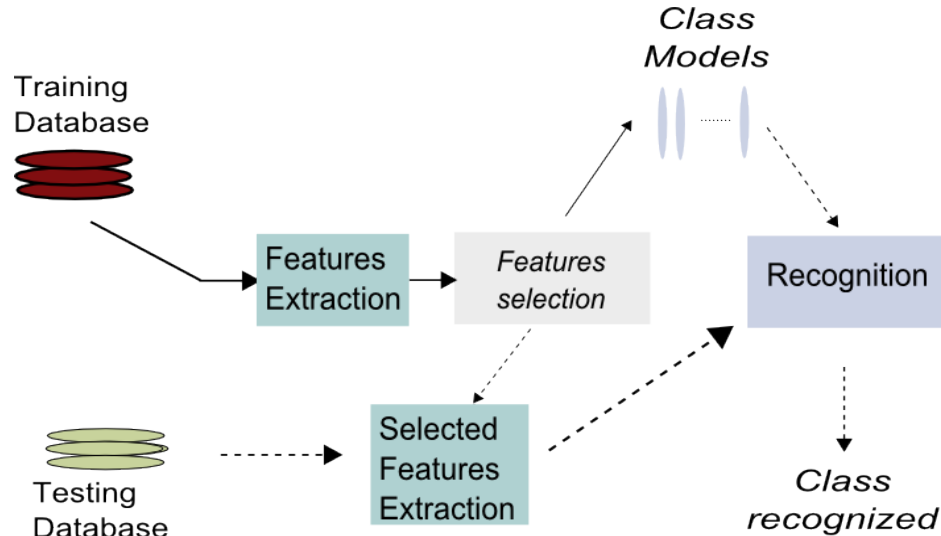 Class
Models
Training
Database
Features
Extraction
Features
selection
Recognition
Selected
Features
Extraction
Testing
Database
Class
recognized